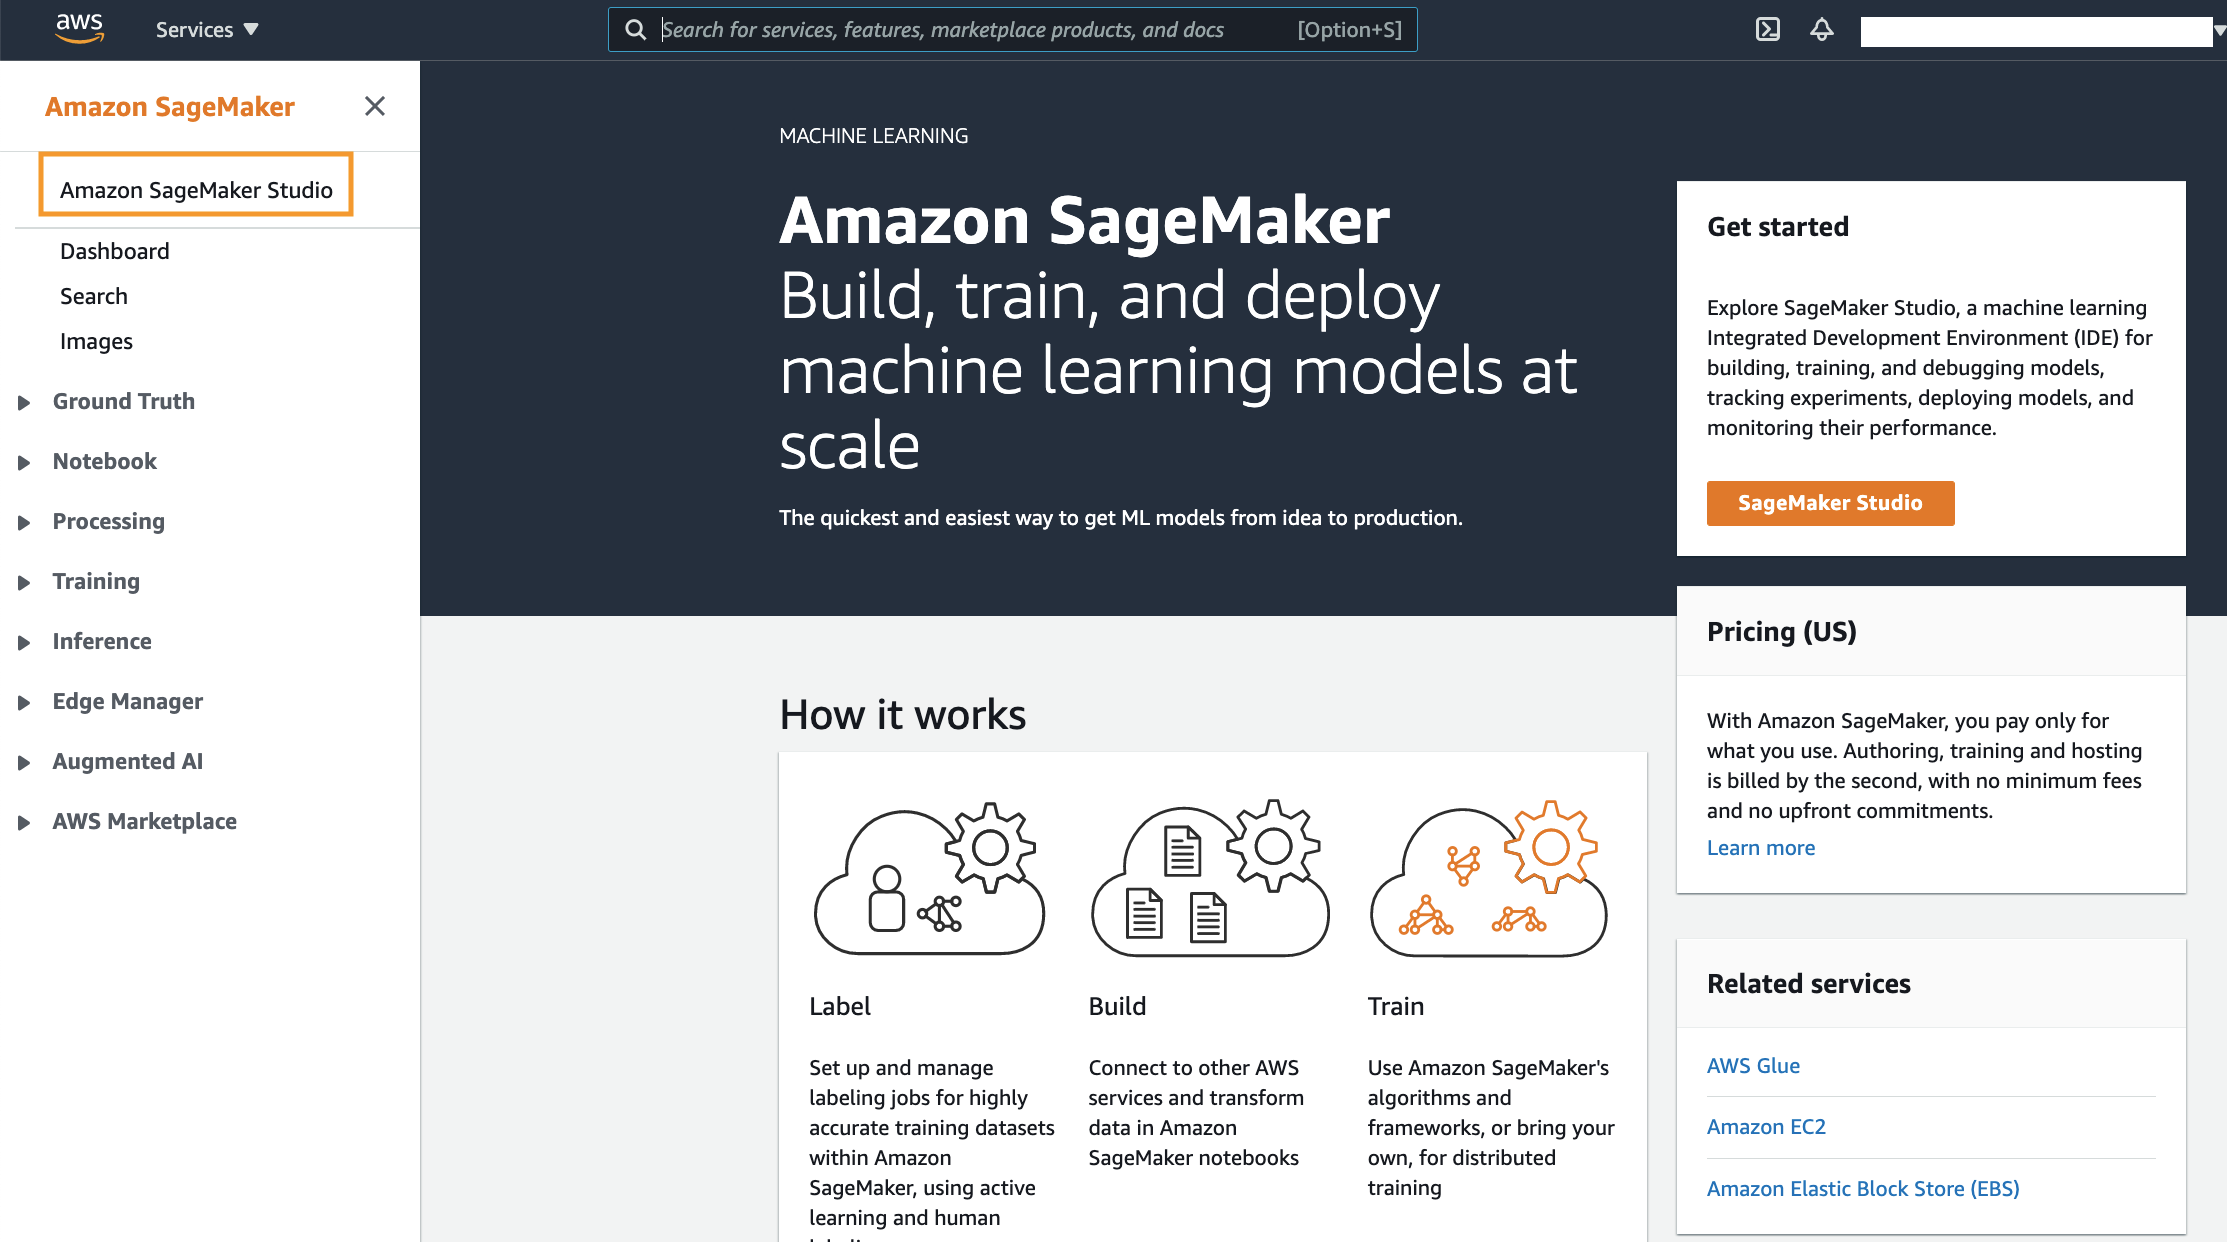 aws
Services
Search for services, features, marketplace products, and docs
[Option+S]
Amazon SageMaker
Amazon SageMaker Studio
Dashboard
Search
Images
Ground Truth
Notebook
Processing
Training
Inference
Edge Manager
Augmented AI
AWS Marketplace
MACHINE LEARNING
Amazon SageMaker
Build, train, and deploy
machine learning models at
scale
The quickest and easiest way to get ML models from idea to production.
Get started
Explore SageMaker Studio, a machine learning
Integrated Development Environment (IDE) for
building, training, and debugging models,
tracking experiments, deploying models, and
monitoring their performance.
SageMaker Studio
Pricing (US)
With Amazon SageMaker, you pay only for
what you use. Authoring, training and hosting
is billed by the second, with no minimum fees
and no upfront commitments.
Learn more
How it works
Label
Set up and manage
labeling jobs for highly
accurate training datasets
within Amazon
SageMaker, using active
learning and human
Build
Connect to other AWS
services and transform
data in Amazon
SageMaker notebooks
Train
Use Amazon SageMaker's
algorithms and
frameworks, or bring your
own, for distributed
training
Related services
AWS Glue
Amazon EC2
Amazon Elastic Block Store (EBS)